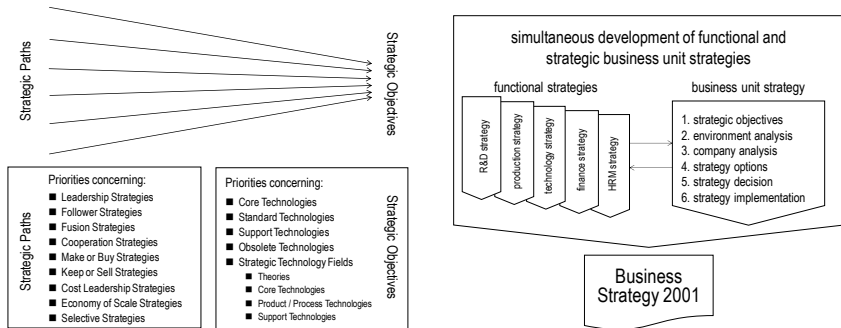 Strategic Paths
Strategic Objectives
Strategic Paths
Priorities concerning:
Leadership Strategies
Follower Strategies
Fusion Strategies
Cooperation Strategies
Make or Buy Strategies
Keep or Sell Strategies
Cost Leadership Strategies
Economy of Scale Strategies
Selective Strategies
Priorities concerning:
Core Technologies
Standard Technologies
Support Technologies
Obsolete Technologies
Strategic Technology Fields
Theories
Core Technologies
Product / Process Technologies
Support Technologies
Strategic Objectives
simultaneous development of functional and
strategic business unit strategies
functional strategies
R&D strategy
production strategy
technology strategy
finance strategy
HRM strategy
business unit strategy
1. strategic objectives
2. environment analysis
3. company analysis
4. strategy options
5. strategy decision
6. strategy implementation
Business
Strategy 2001